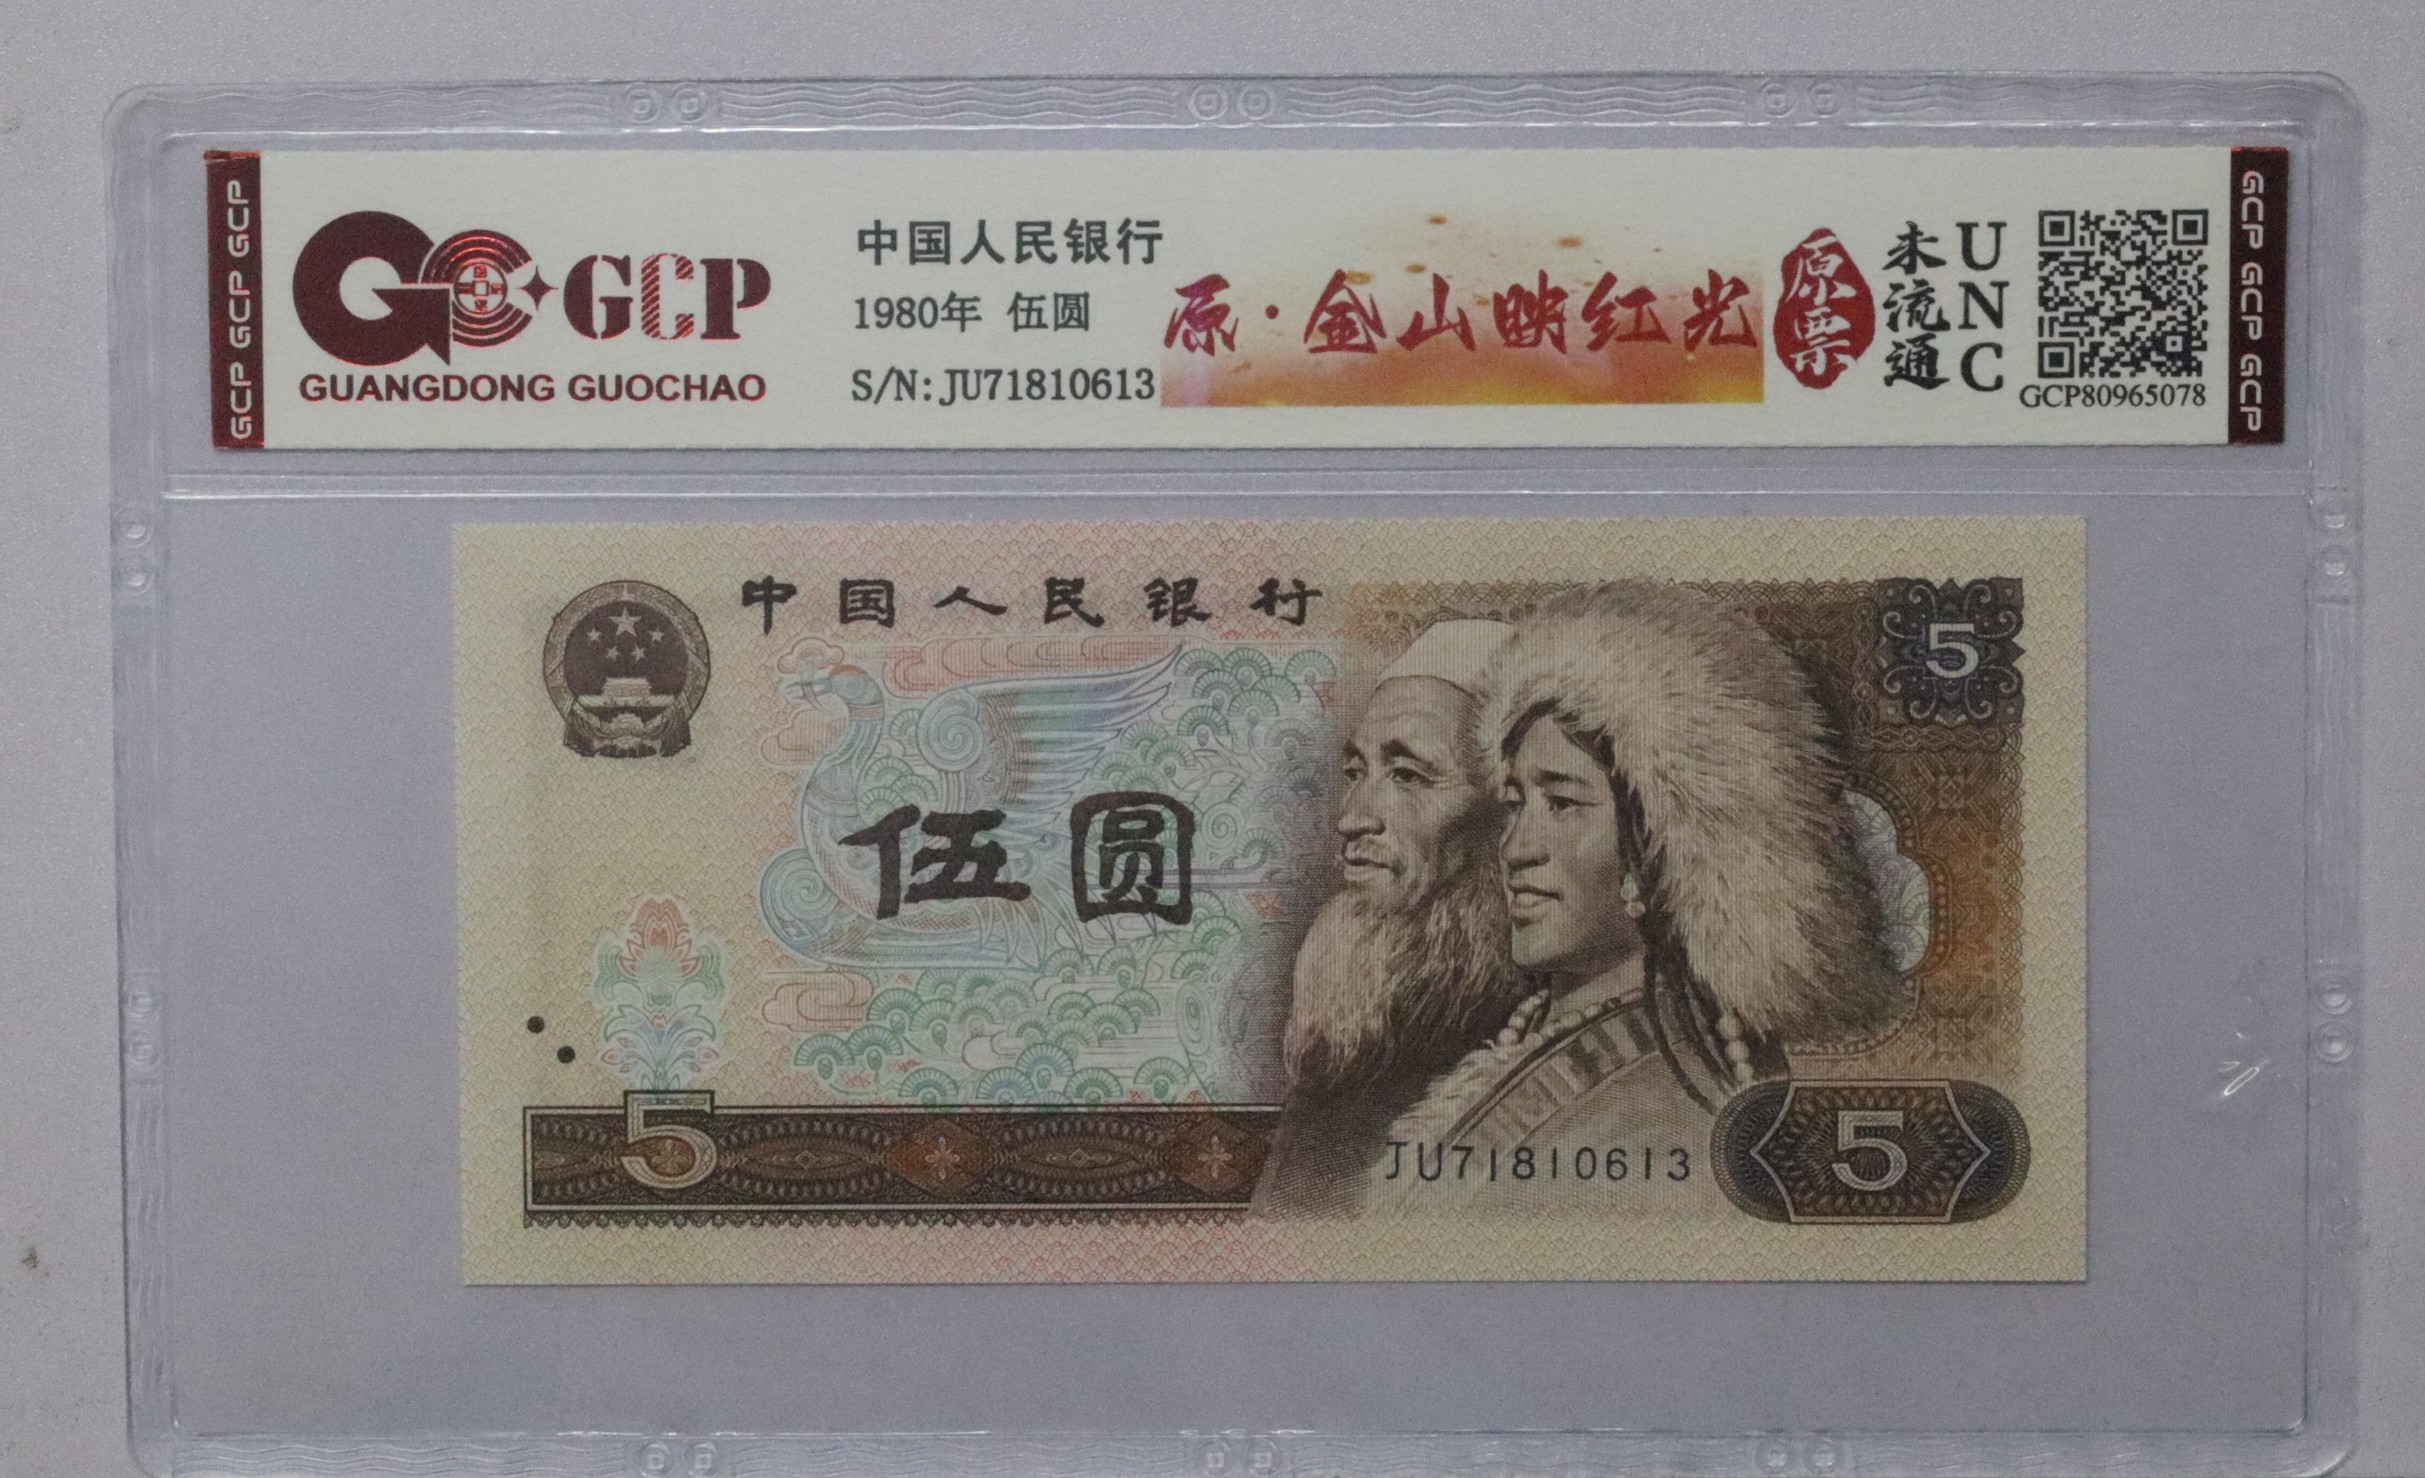 GCP GCP GCP
GCP
GUANGDONG GUOCHAO
中国人民银行
1980年 伍圆
S/N: JU71810613
原·金山映红光
原票
未流通
UNC
GCP80965078
GCP GCP GCP
中国人民银行
5
伍圆
5
JU71810613
5